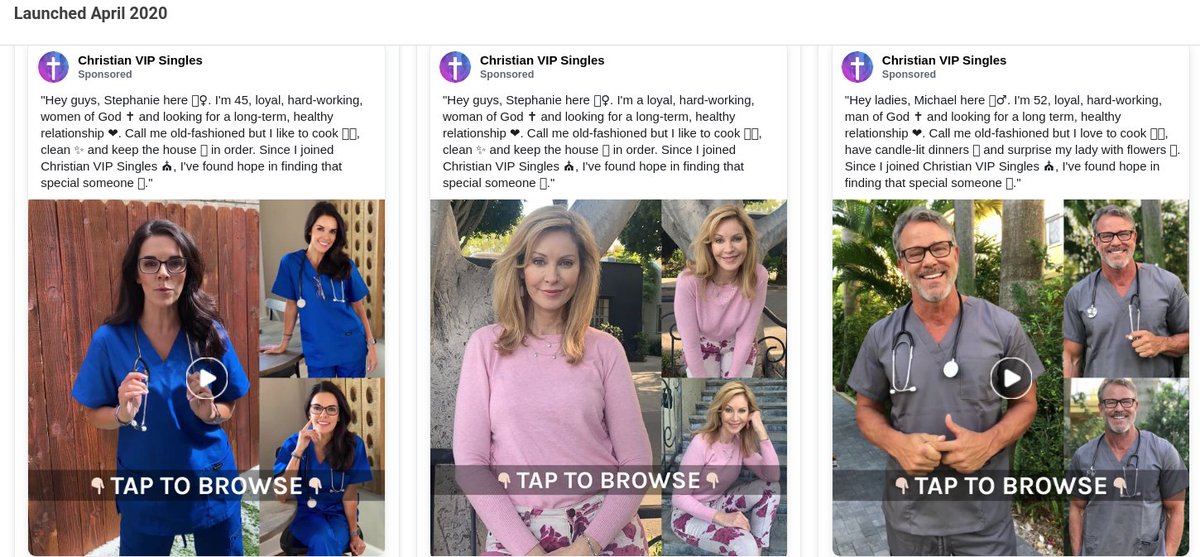 Launched April 2020
Christian VIP Singles
Sponsored
"Hey guys, Stephanie here ▯♀. I'm 45, loyal, hard-working,
women of God ✝ and looking for a long-term, healthy
relationship ❤. Call me old-fashioned but I like to cook ▯▯,
clean ✨ and keep the house ▯ in order. Since I joined
Christian VIP Singles ⛪, I've found hope in finding that
special someone ▯."
👇🏻TAP TO BROWSE👇🏻
Christian VIP Singles
Sponsored
"Hey guys, Stephanie here ▯♀. I'm a loyal, hard-working,
woman of God ✝ and looking for a long-term, healthy
relationship ❤. Call me old-fashioned but I like to cook ▯▯,
clean ✨ and keep the house ▯ in order. Since I joined
Christian VIP Singles ⛪, I've found hope in finding that
special someone ▯."
👇🏻TAP TO BROWSE👇🏻
Christian VIP Singles
Sponsored
"Hey ladies, Michael here ▯♂. I'm 52, loyal, hard-working,
man of God ✝ and looking for a long term, healthy
relationship ❤. Call me old-fashioned but I love to cook ▯▯,
have candle-lit dinners ▯ and surprise my lady with flowers ▯.
Since I joined Christian VIP Singles ⛪, I've found hope in
finding that special someone ▯."
👇🏻TAP TO BROWSE👇🏻